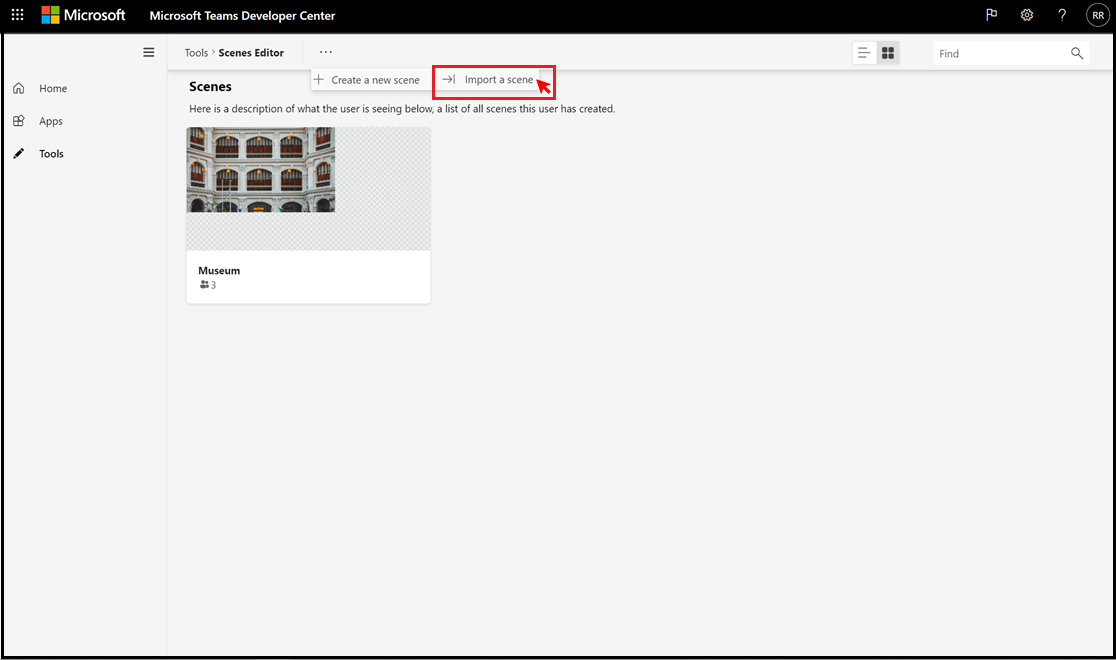 Microsoft Microsoft Teams Developer Center ? RR
Tools > Scenes Editor ...
Find
+ Create a new scene
Import a scene
Home
Apps
Tools
Scenes
Here is a description of what the user is seeing below, a list of all scenes this user has created.
Museum
3